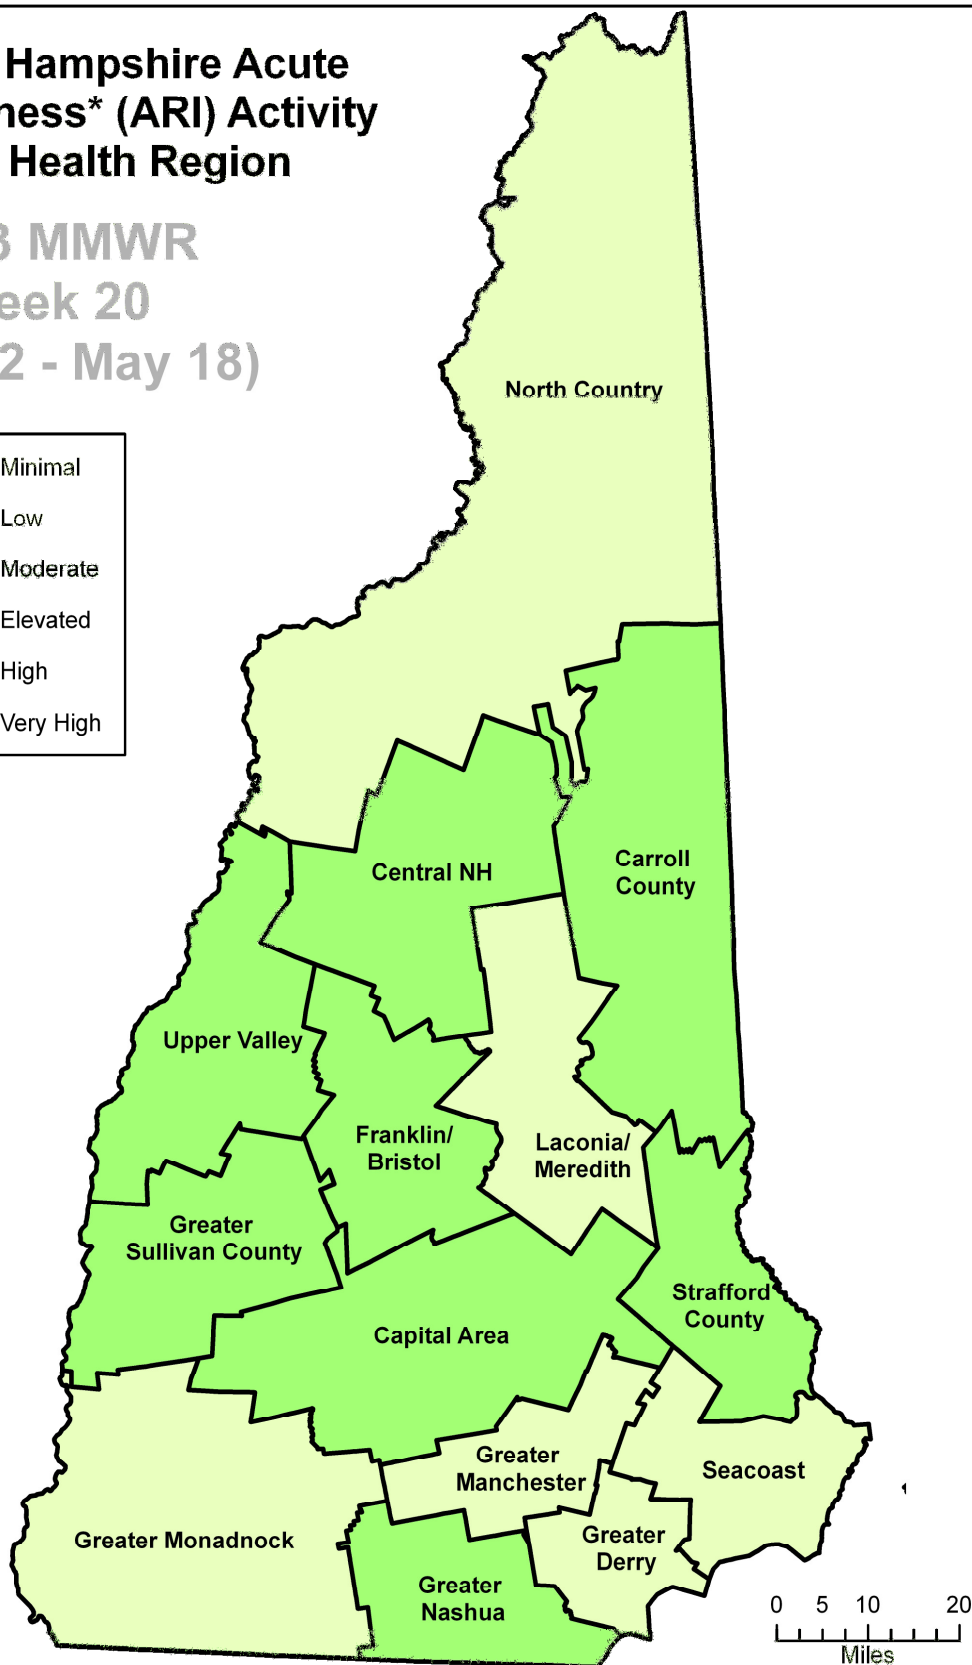 Hampshire Acute
ness* (ARI) Activity
Health Region
3 MMWR
eek 20
2 - May 18)
Minimal
Low
Moderate
Elevated
High
Very High
North Country
Central NH
Carroll
County
Upper Valley
Franklin/
Bristol
Laconia/
Meredith
Greater
Sullivan County
Strafford
County
Capital Area
Greater
Manchester
Seacoast
Greater Monadnock
Greater
Derry
Greater
Nashua
0 5 10 20
Miles